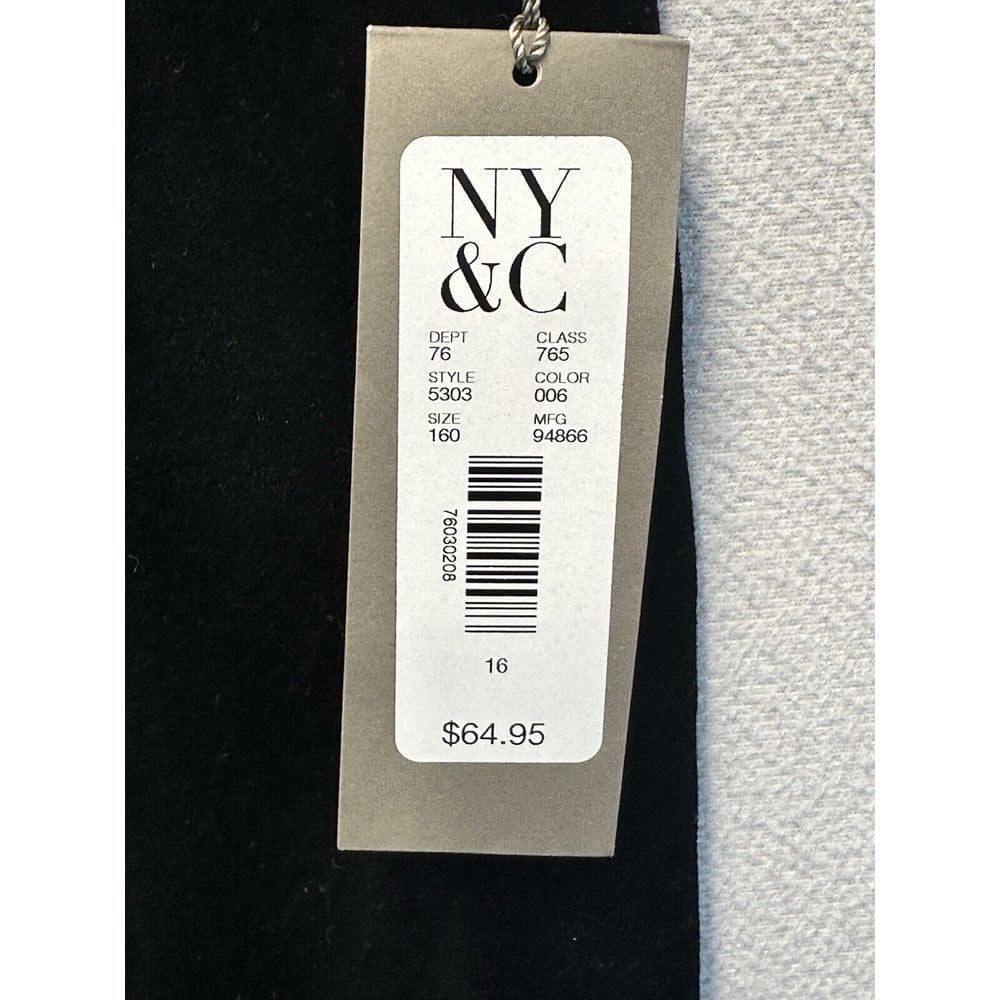 NY
&C
DEPT CLASS
76 765
STYLE COLOR
5303 006
SIZE MFG
160 94866
76030208
16
$64.95